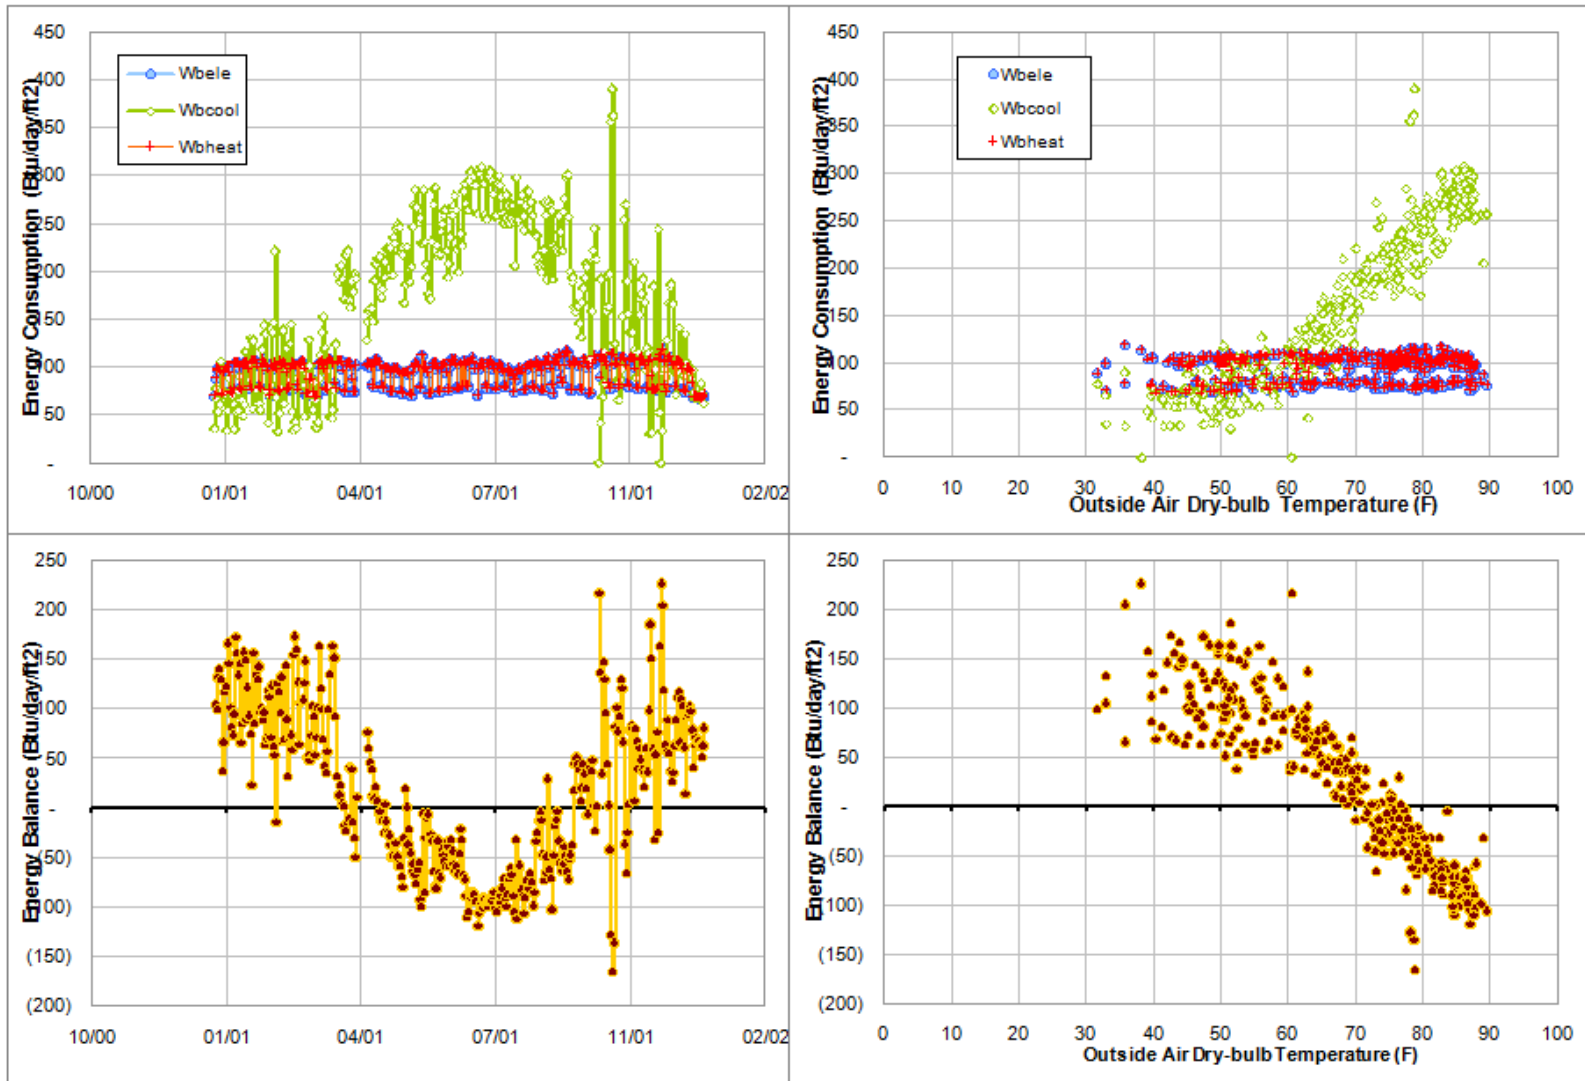 Energy Consumption (Btu/day/ft2)
450
400
350
300
250
200
150
100
50
-
Wbele
Wbcool
Wbheat
10/00 01/01 04/01 07/01 11/01 02/02
Energy Consumption (Btu/day/ft2)
450
400
350
300
250
200
150
100
50
-
Wbele
Wbcool
Wbheat
0 10 20 30 40 50 60 70 80 90 100
Outside Air Dry-bulb Temperature (F)
Energy Balance (Btu/day/ft2)
250
200
150
100
50
-
(50)
(100)
(150)
(200)
10/00 01/01 04/01 07/01 11/01 02/02
Energy Balance (Btu/day/ft2)
250
200
150
100
50
-
(50)
(100)
(150)
(200)
0 10 20 30 40 50 60 70 80 90 100
Outside Air Dry-bulb Temperature (F)